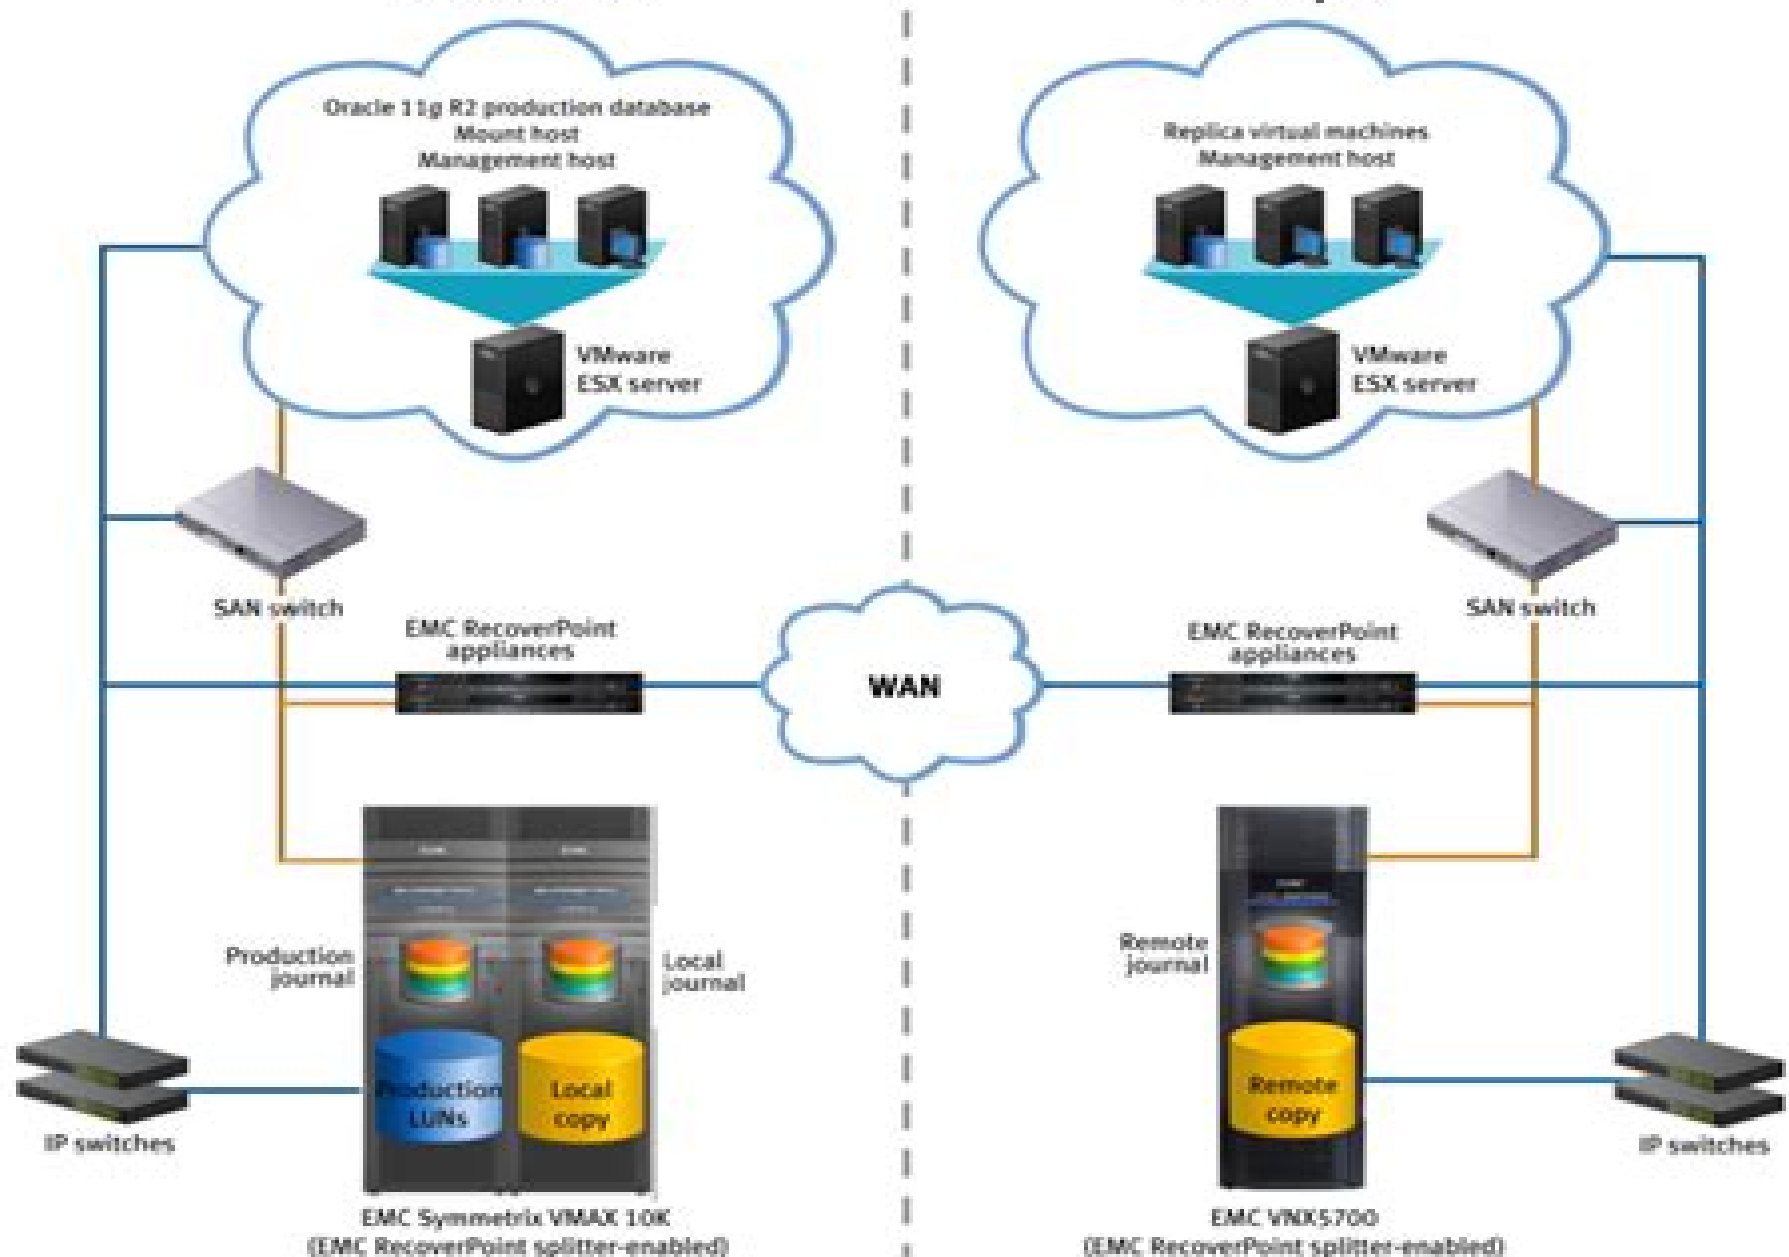 Oracle 11g R2 production database
Mount host
Management host
VMware
ESX server
SAN switch
EMC RecoverPoint
appliances
Production
journal
Local
journal
Production
LUNs
Local
copy
IP switches
EMC Symmetrix VMAX 10K
(EMC RecoverPoint splitter-enabled)
WAN
Replica virtual machines
Management host
VMware
ESX server
SAN switch
EMC RecoverPoint
appliances
Remote
journal
Remote
copy
IP switches
EMC VNX5700
(EMC RecoverPoint splitter-enabled)